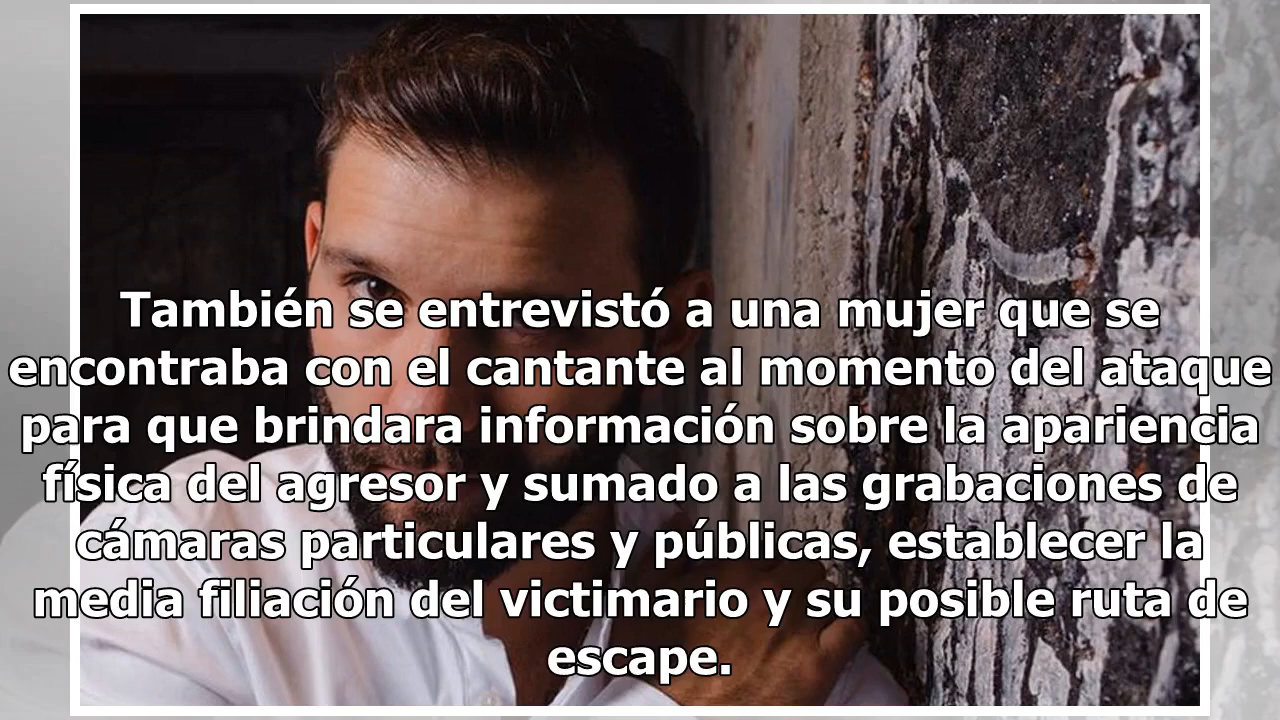 También se entrevistó a una mujer que se
encontraba con el cantante al momento del ataque
para que brindara información sobre la apariencia
física del agresor y sumado a las grabaciones de
cámaras particulares y públicas, establecer la
media filiación del victimario y su posible ruta de
escape.